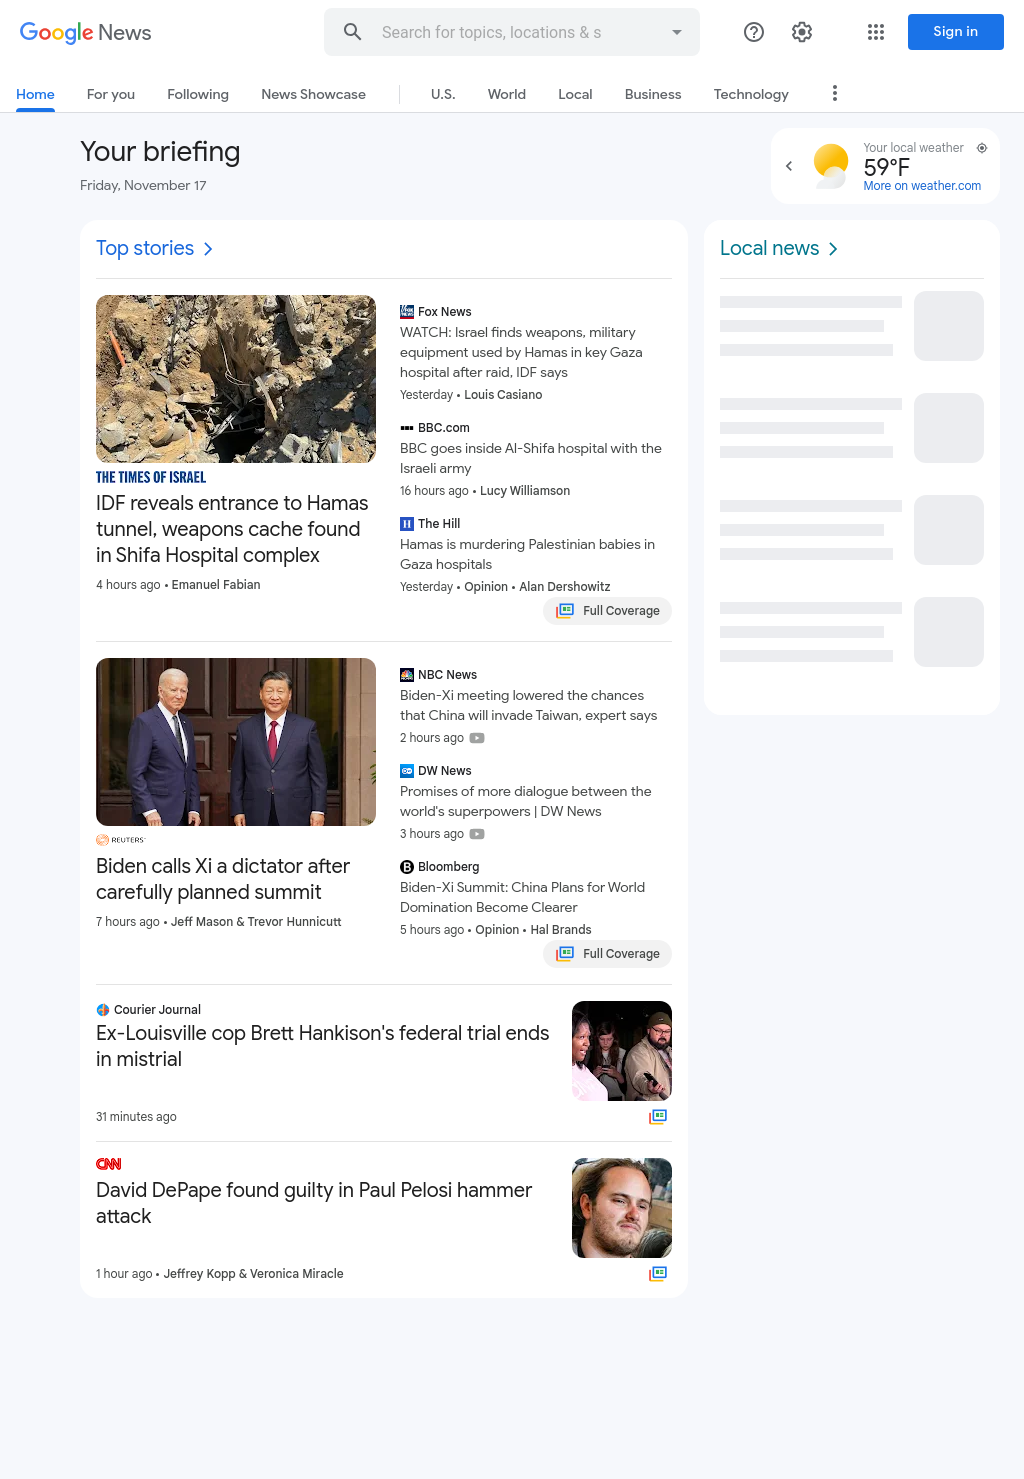 Google News
Search for topics, locations & s
Sign in
Home
For you
Following
News Showcase
U.S.
World
Local
Business
Technology
Your briefing
Friday, November 17
Your local weather
59°F
More on weather.com
Top stories
THE TIMES OF ISRAEL
IDF reveals entrance to Hamas
tunnel, weapons cache found
in Shifa Hospital complex
4 hours ago • Emanuel Fabian
Fox News
WATCH: Israel finds weapons, military
equipment used by Hamas in key Gaza
hospital after raid, IDF says
Yesterday • Louis Casiano
BBC.com
BBC goes inside Al-Shifa hospital with the
Israeli army
16 hours ago • Lucy Williamson
The Hill
Hamas is murdering Palestinian babies in
Gaza hospitals
Yesterday • Opinion • Alan Dershowitz
Full Coverage
REUTERS
Biden calls Xi a dictator after
carefully planned summit
7 hours ago • Jeff Mason & Trevor Hunnicutt
NBC News
Biden-Xi meeting lowered the chances
that China will invade Taiwan, expert says
2 hours ago
DW News
Promises of more dialogue between the
world's superpowers | DW News
3 hours ago
Bloomberg
Biden-Xi Summit: China Plans for World
Domination Become Clearer
5 hours ago • Opinion • Hal Brands
Full Coverage
Courier Journal
Ex-Louisville cop Brett Hankison's federal trial ends
in mistrial
31 minutes ago
CNN
David DePape found guilty in Paul Pelosi hammer
attack
1 hour ago • Jeffrey Kopp & Veronica Miracle
Local news